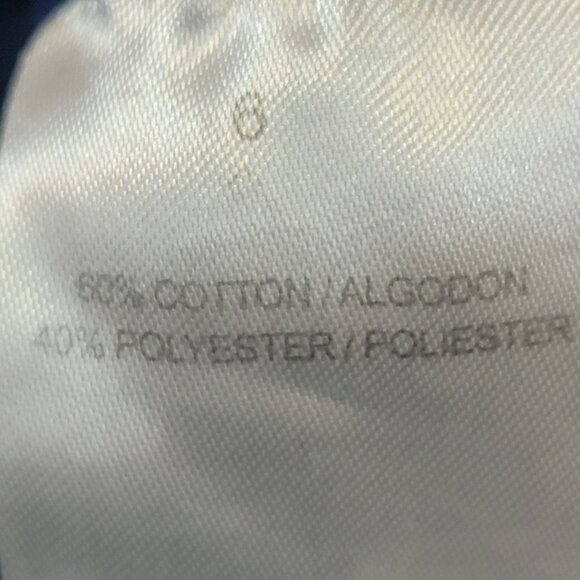 6
60% COTTON / ALGODON
40% POLYESTER / POLIESTER